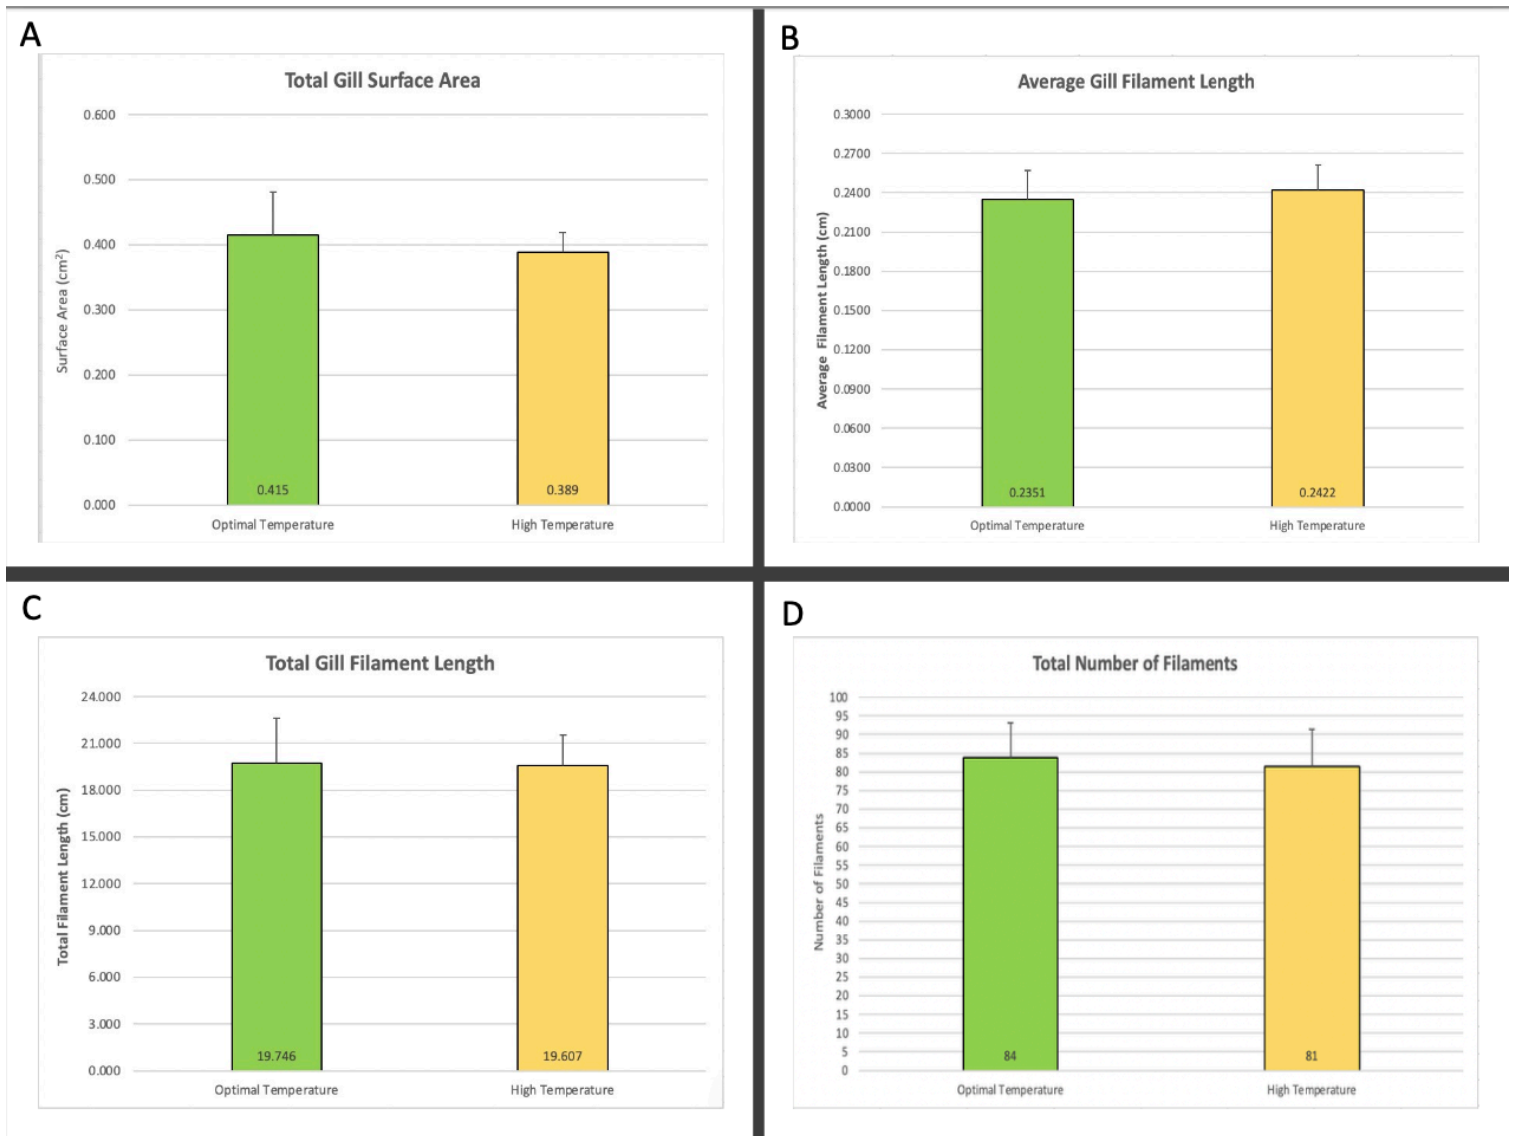 A
Total Gill Surface Area
0.600
0.500
0.400
0.300
0.200
0.100
0.000
Surface Area (cm²)
0.415
0.389
Optimal Temperature
High Temperature
B
Average Gill Filament Length
0.3000
0.2700
0.2400
0.2100
0.1800
0.1500
0.1200
0.0900
0.0600
0.0300
0.0000
Average Filament Length (cm)
0.2351
0.2422
Optimal Temperature
High Temperature
C
Total Gill Filament Length
24.000
21.000
18.000
15.000
12.000
9.000
6.000
3.000
0.000
Total Filament Length (cm)
19.746
19.607
Optimal Temperature
High Temperature
D
Total Number of Filaments
100
95
90
85
80
75
70
65
60
55
50
45
40
35
30
25
20
15
10
5
0
Number of Filaments
84
81
Optimal Temperature
High Temperature